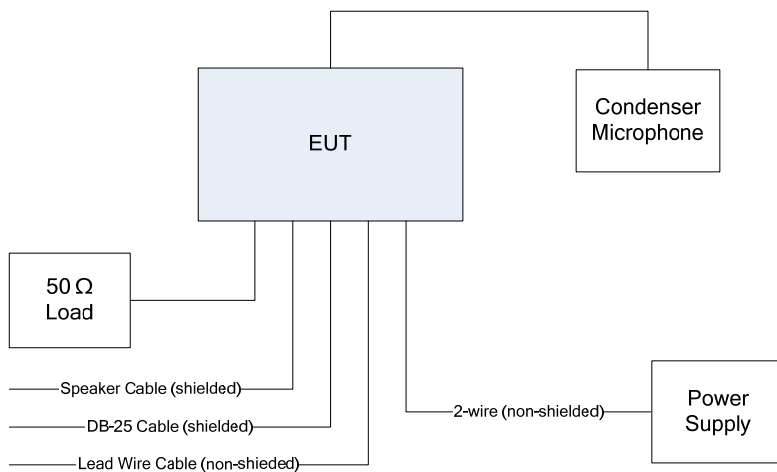 EUT
Condenser
Microphone
50 Ω
Load
Speaker Cable (shielded)
DB-25 Cable (shielded)
Lead Wire Cable (non-shieded)
2-wire (non-shielded)
Power
Supply